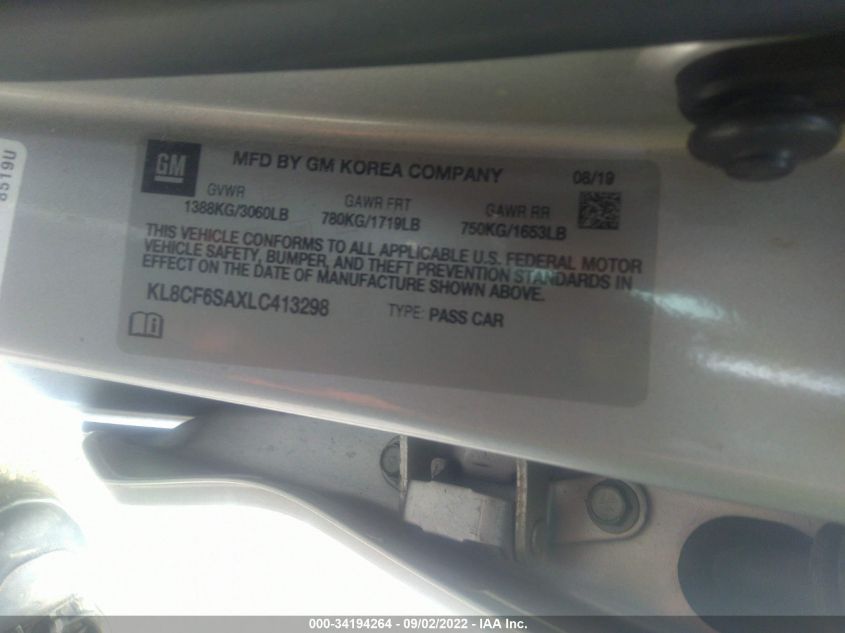 GM
MFD BY GM KOREA COMPANY
08/19
GVWR
GAWR FRT
GAWR RR
1388KG/3060LB
780KG/1719LB
750KG/1653LB
THIS VEHICLE CONFORMS TO ALL APPLICABLE U.S. FEDERAL MOTOR
VEHICLE SAFETY, BUMPER, AND THEFT PREVENTION STANDARDS IN
EFFECT ON THE DATE OF MANUFACTURE SHOWN ABOVE.
KL8CF6SAXLC413298
TYPE: PASS CAR
8519U
000-34194264 - 09/02/2022 - IAA Inc.